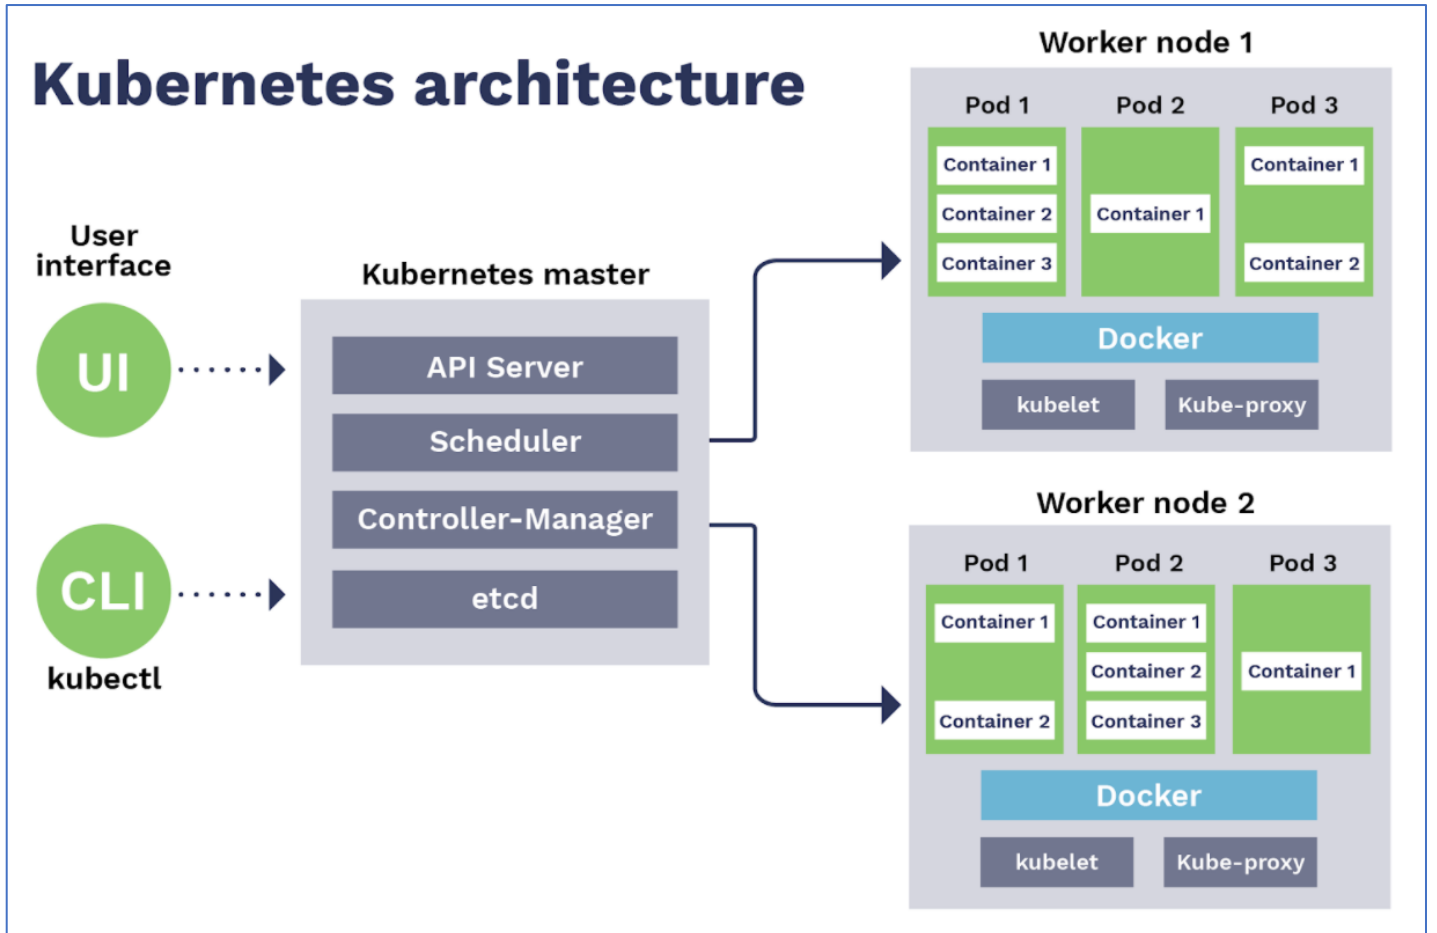 Kubernetes architecture
User
interface
UI
CLI
kubectl
Kubernetes master
API Server
Scheduler
Controller-Manager
etcd
Worker node 1
Pod 1 Pod 2 Pod 3
Container 1 Container 1
Container 2 Container 1
Container 3 Container 2
Docker
kubelet Kube-proxy
Worker node 2
Pod 1 Pod 2 Pod 3
Container 1 Container 1
Container 2 Container 1
Container 2 Container 3
Docker
kubelet Kube-proxy